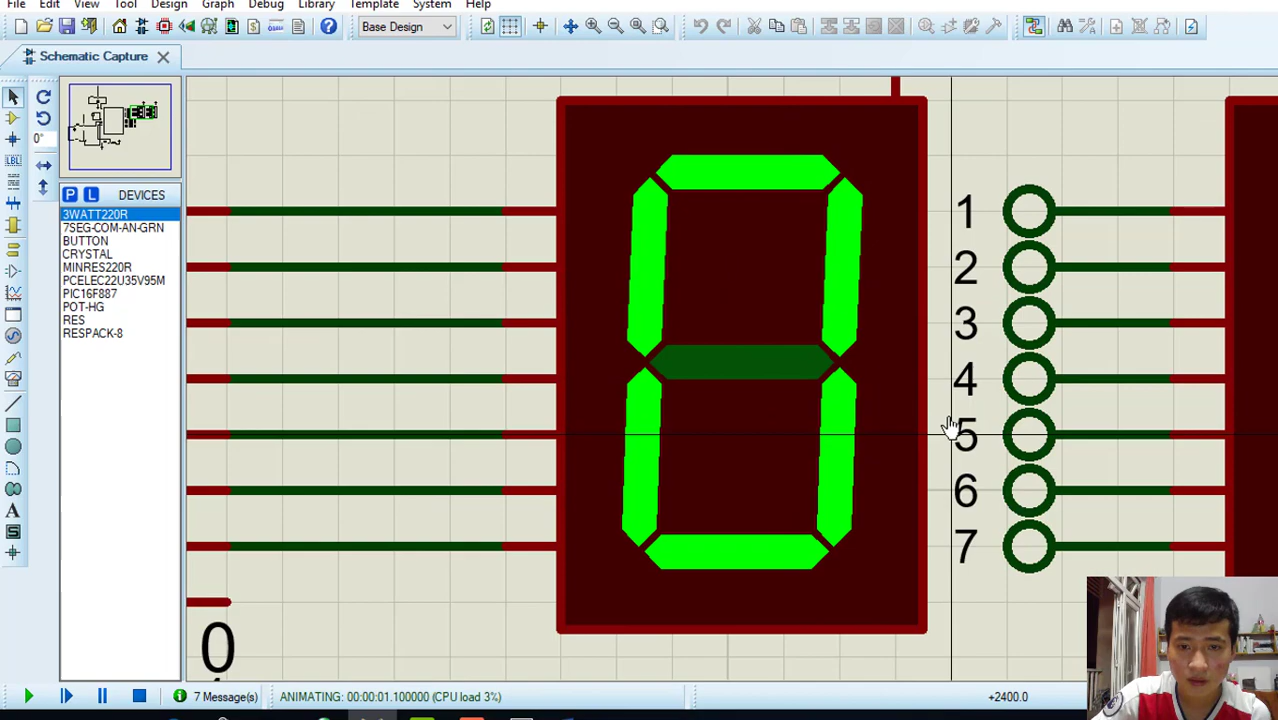 File Edit View Tool Design Graph Debug Library Template System Help
Base Design
Schematic Capture
0°
LBL
P L DEVICES
3WATT220R
7SEG-COM-AN-GRN
BUTTON
CRYSTAL
MINRES220R
PCELEC22U35V95M
PIC16F887
POT-HG
RES
RESPACK-8
A
S
1
2
3
4
5
6
7
0
7 Message(s)
ANIMATING: 00:00:01.100000 (CPU load 3%)
+2400.0